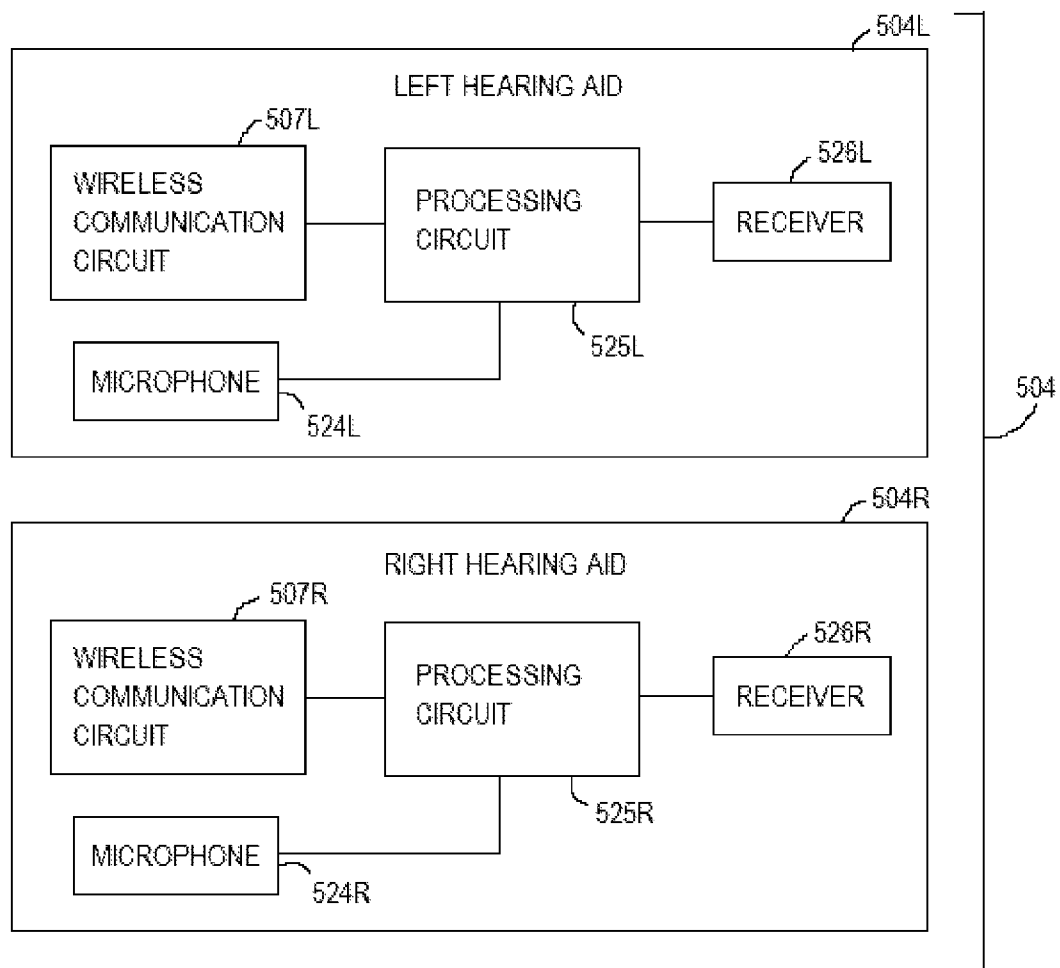 504L
LEFT HEARING AID
507L
WIRELESS
COMMUNICATION
CIRCUIT
PROCESSING
CIRCUIT
526L
RECEIVER
525L
MICROPHONE
524L
504
504R
RIGHT HEARING AID
507R
WIRELESS
COMMUNICATION
CIRCUIT
PROCESSING
CIRCUIT
526R
RECEIVER
525R
MICROPHONE
524R